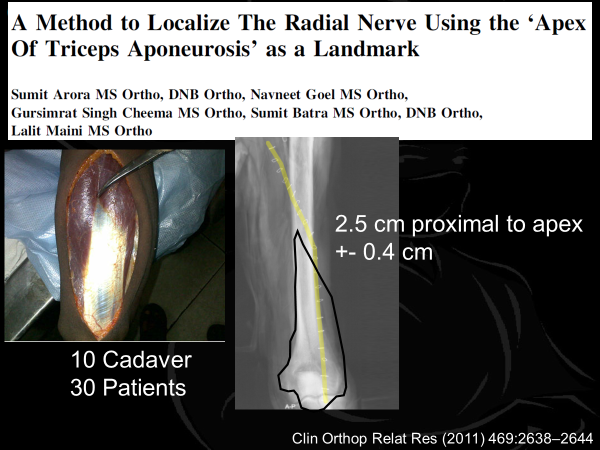 A Method to Localize The Radial Nerve Using the ‘Apex
Of Triceps Aponeurosis’ as a Landmark
Sumit Arora MS Ortho, DNB Ortho, Navneet Goel MS Ortho,
Gursimrat Singh Cheema MS Ortho, Sumit Batra MS Ortho, DNB Ortho,
Lalit Maini MS Ortho
2.5 cm proximal to apex
+- 0.4 cm
10 Cadaver
30 Patients
A-P
Clin Orthop Relat Res (2011) 469:2638–2644